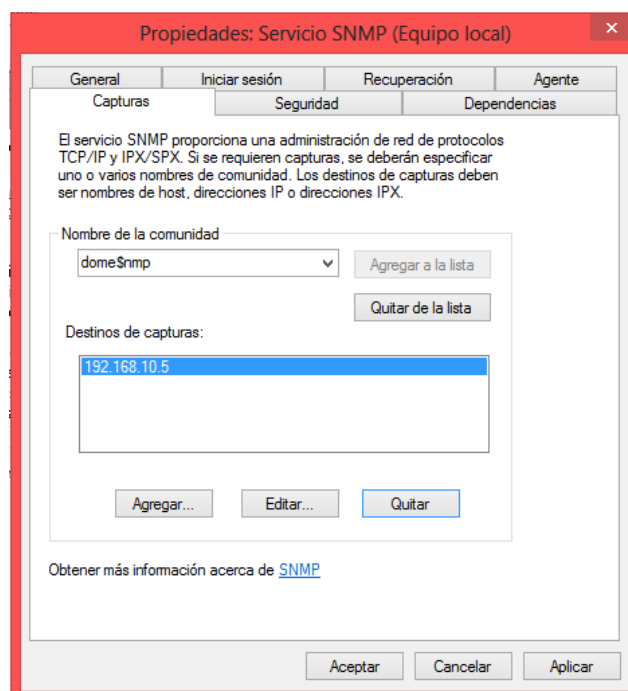 Propiedades: Servicio SNMP (Equipo local)
General
Iniciar sesión
Recuperación
Agente
Capturas
Seguridad
Dependencias
El servicio SNMP proporciona una administración de red de protocolos
TCP/IP y IPX/SPX. Si se requieren capturas, se deberán especificar
uno o varios nombres de comunidad. Los destinos de capturas deben
ser nombres de host, direcciones IP o direcciones IPX.
Nombre de la comunidad
dome$nmp
Agregar a la lista
Quitar de la lista
Destinos de capturas:
192.168.10.5
Agregar...
Editar...
Quitar
Obtener más información acerca de SNMP
Aceptar
Cancelar
Aplicar